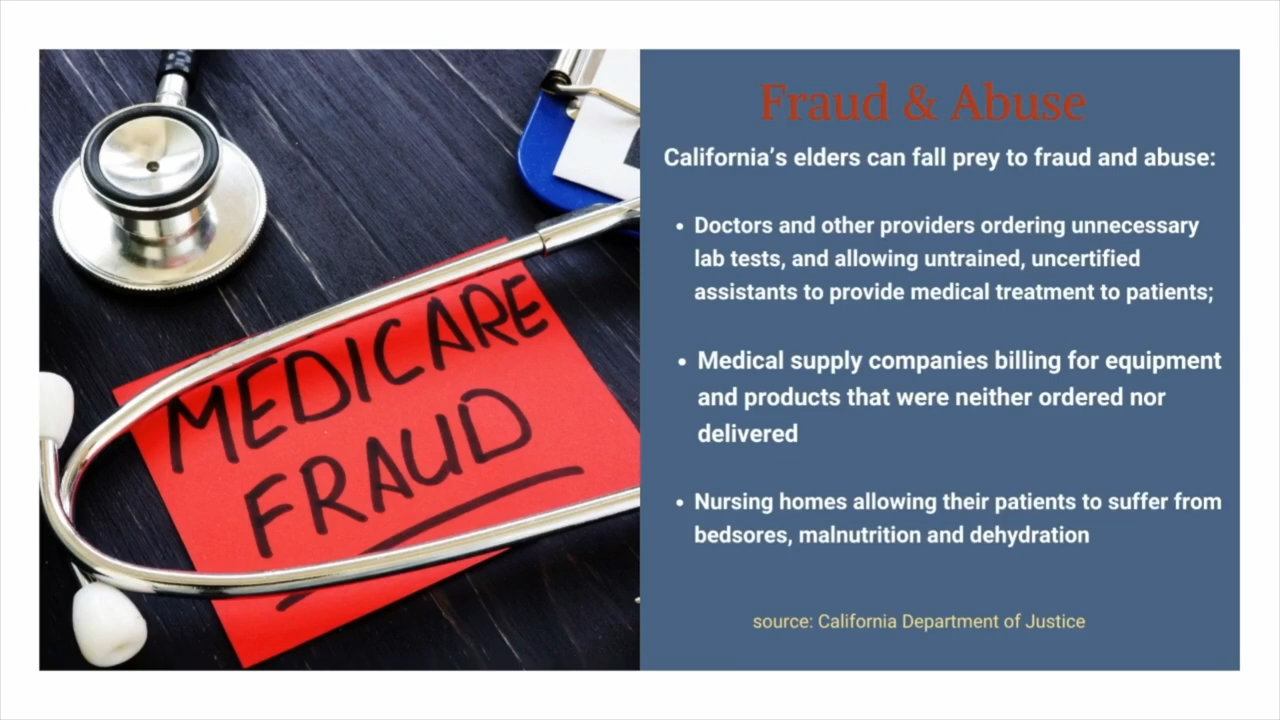 MEDICARE
FRAUD
Fraud & Abuse
California's elders can fall prey to fraud and abuse:
• Doctors and other providers ordering unnecessary
lab tests, and allowing untrained, uncertified
assistants to provide medical treatment to patients;
• Medical supply companies billing for equipment
and products that were neither ordered nor
delivered
• Nursing homes allowing their patients to suffer from
bedsores, malnutrition and dehydration
source: California Department of Justice